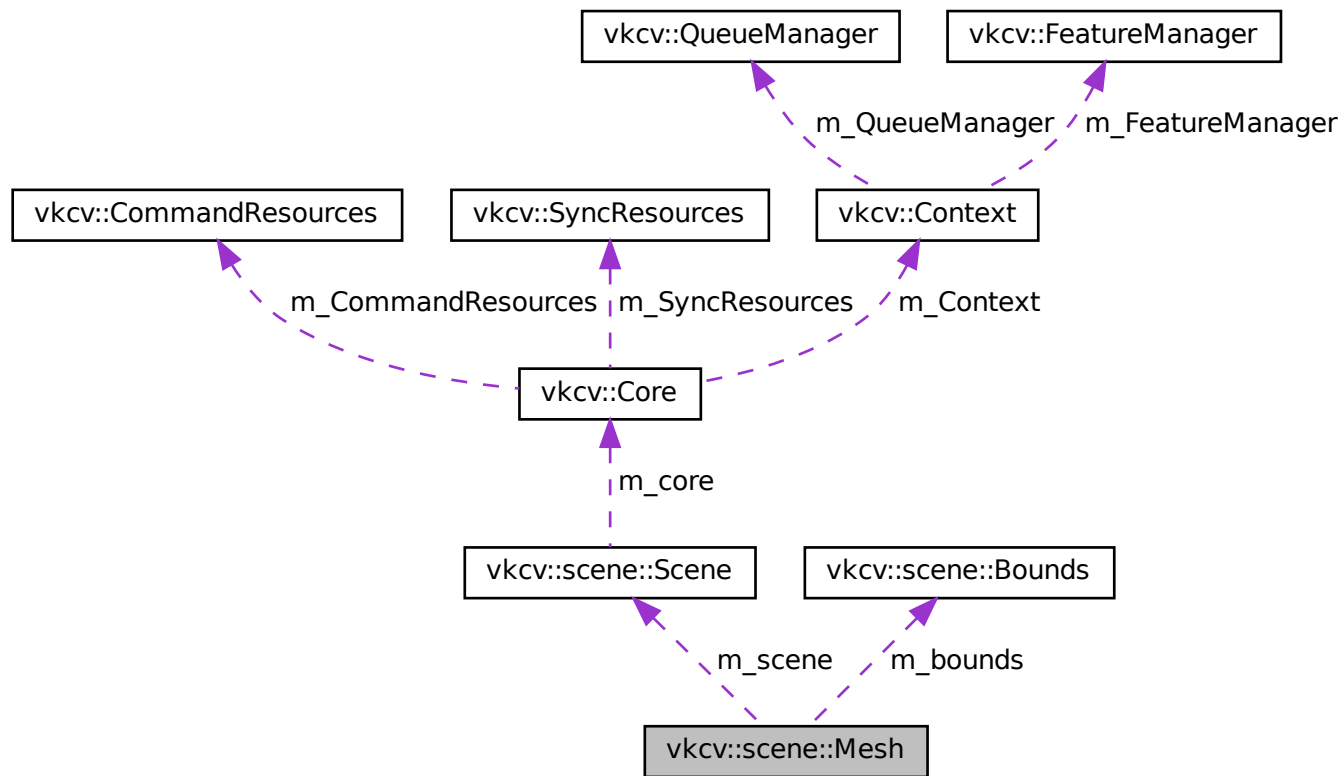 vkcv::QueueManager
vkcv::FeatureManager
m_QueueManager
m_FeatureManager
vkcv::CommandResources
vkcv::SyncResources
vkcv::Context
m_CommandResources
m_SyncResources
m_Context
vkcv::Core
m_core
vkcv::scene::Scene
vkcv::scene::Bounds
m_scene
m_bounds
vkcv::scene::Mesh